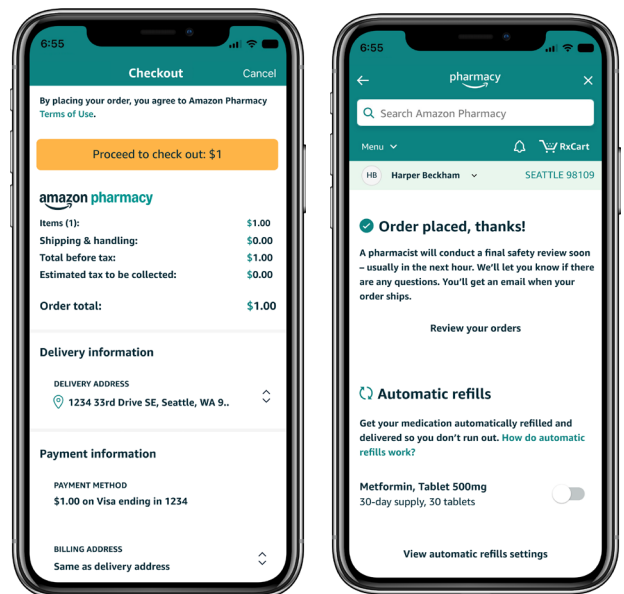 6:55
Checkout
Cancel
By placing your order, you agree to Amazon Pharmacy
Terms of Use.
Proceed to check out: $1
amazon pharmacy
Items (1): $1.00
Shipping & handling: $0.00
Total before tax: $1.00
Estimated tax to be collected: $0.00
Order total: $1.00
Delivery information
DELIVERY ADDRESS
1234 33rd Drive SE, Seattle, WA 9..
Payment information
PAYMENT METHOD
$1.00 on Visa ending in 1234
BILLING ADDRESS
Same as delivery address
6:55
pharmacy
Search Amazon Pharmacy
Menu
RxCart
HB Harper Beckham
SEATTLE 98109
Order placed, thanks!
A pharmacist will conduct a final safety review soon
– usually in the next hour. We'll let you know if there
are any questions. You'll get an email when your
order ships.
Review your orders
Automatic refills
Get your medication automatically refilled and
delivered so you don't run out. How do automatic
refills work?
Metformin, Tablet 500mg
30-day supply, 30 tablets
View automatic refills settings